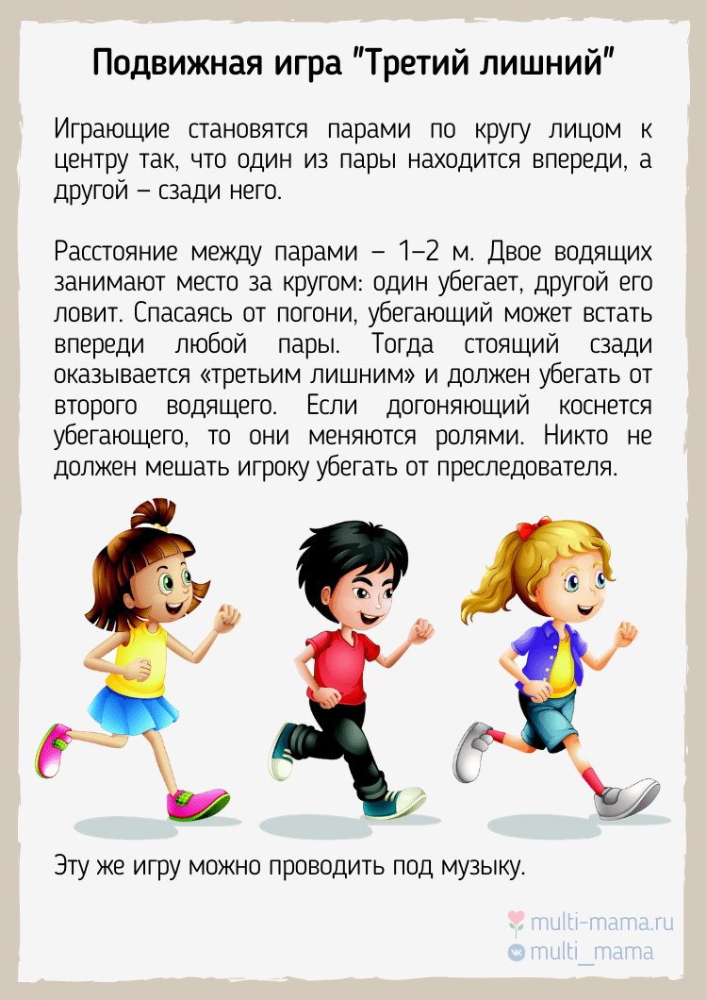 Подвижная игра "Третий лишний"
Играющие становятся парами по кругу лицом к
центру так, что один из пары находится впереди, а
другой – сзади него.
Расстояние между парами – 1–2 м. Двое водящих
занимают место за кругом: один убегает, другой его
ловит. Спасаясь от погони, убегающий может встать
впереди любой пары. Тогда стоящий сзади
оказывается «третьим лишним» и должен убегать от
второго водящего. Если догоняющий коснется
убегающего, то они меняются ролями. Никто не
должен мешать игроку убегать от преследователя.
Эту же игру можно проводить под музыку.
multi-mama.ru
multi_mama